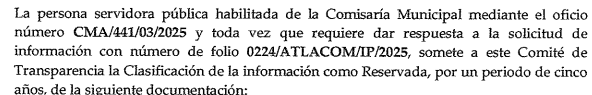 La persona servidora pública habilitada de la Comisaría Municipal mediante el oficio
número CMA/441/03/2025 y toda vez que requiere dar respuesta a la solicitud de
información con número de folio 0224/ATLACOM/IP/2025, somete a este Comité de
Transparencia la Clasificación de la información como Reservada, por un periodo de cinco
años, de la siguiente documentación: